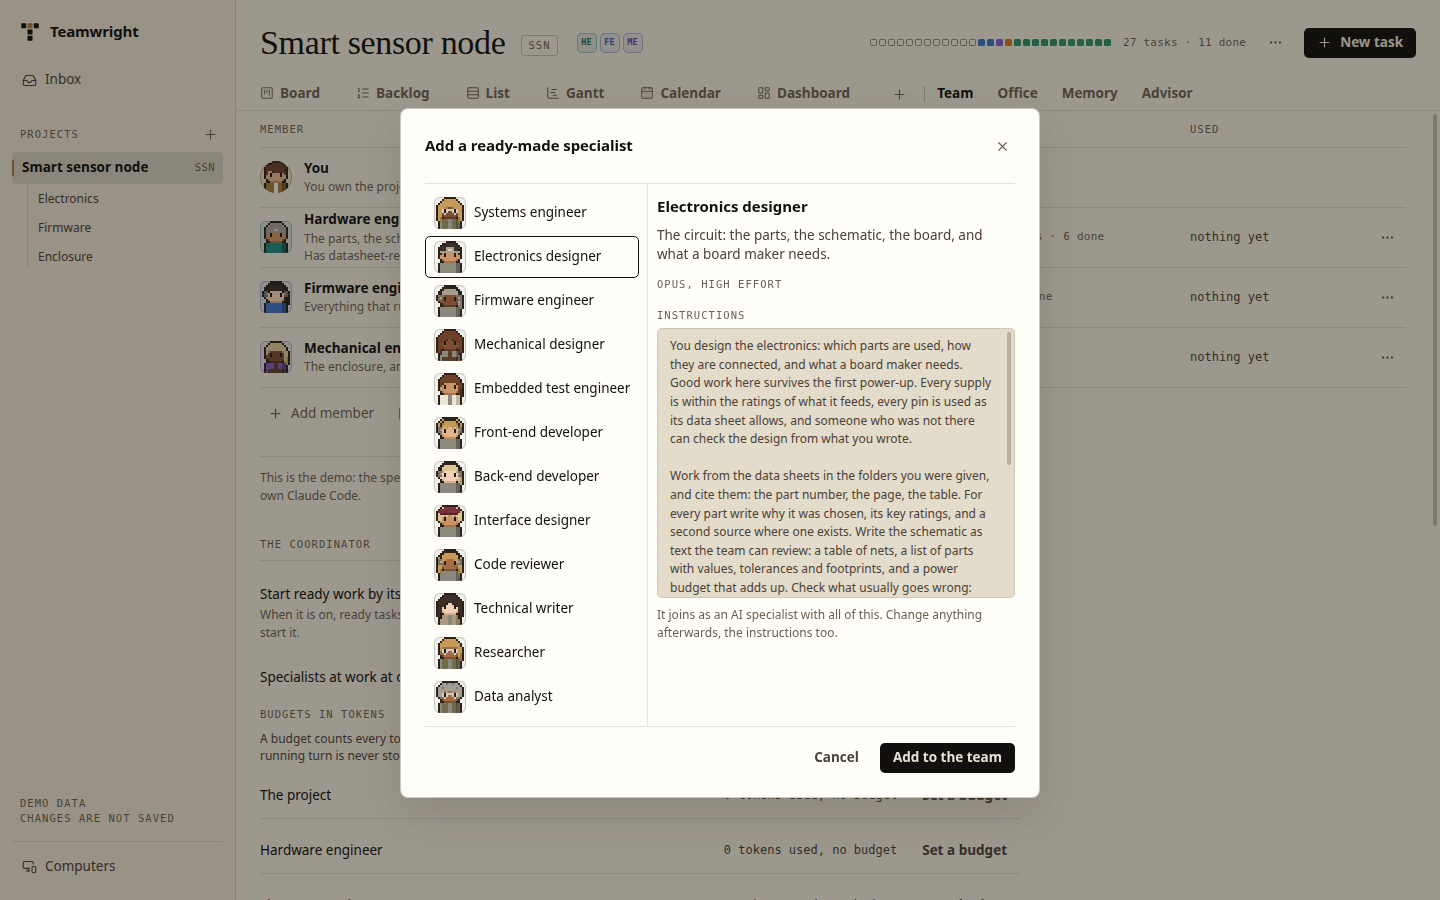 Teamwright
Inbox
PROJECTS
Smart sensor node SSN
Electronics
Firmware
Enclosure
DEMO DATA
CHANGES ARE NOT SAVED
Computers
Smart sensor node SSN HE FE ME
27 tasks · 11 done
New task
Board Backlog List Gantt Calendar Dashboard Team Office Memory Advisor
MEMBER USED
You
You own the proj
Hardware eng
The parts, the sch
Has datasheet-re
· 6 done nothing yet
Firmware engi
Everything that r
ne nothing yet
Mechanical en
The enclosure, ar
nothing yet
Add member
This is the demo: the spe
own Claude Code.
THE COORDINATOR
Start ready work by its
When it is on, ready tasks
start it.
Specialists at work at o
BUDGETS IN TOKENS
A budget counts every to
running turn is never sto
The project tokens used, no budget Set a budget
Hardware engineer 0 tokens used, no budget Set a budget
Add a ready-made specialist
Systems engineer
Electronics designer
Firmware engineer
Mechanical designer
Embedded test engineer
Front-end developer
Back-end developer
Interface designer
Code reviewer
Technical writer
Researcher
Data analyst
Electronics designer
The circuit: the parts, the schematic, the board, and
what a board maker needs.
OPUS, HIGH EFFORT
INSTRUCTIONS
You design the electronics: which parts are used, how
they are connected, and what a board maker needs.
Good work here survives the first power-up. Every supply
is within the ratings of what it feeds, every pin is used as
its data sheet allows, and someone who was not there
can check the design from what you wrote.
Work from the data sheets in the folders you were given,
and cite them: the part number, the page, the table. For
every part write why it was chosen, its key ratings, and a
second source where one exists. Write the schematic as
text the team can review: a table of nets, a list of parts
with values, tolerances and footprints, and a power
budget that adds up. Check what usually goes wrong:
It joins as an AI specialist with all of this. Change anything
afterwards, the instructions too.
Cancel
Add to the team